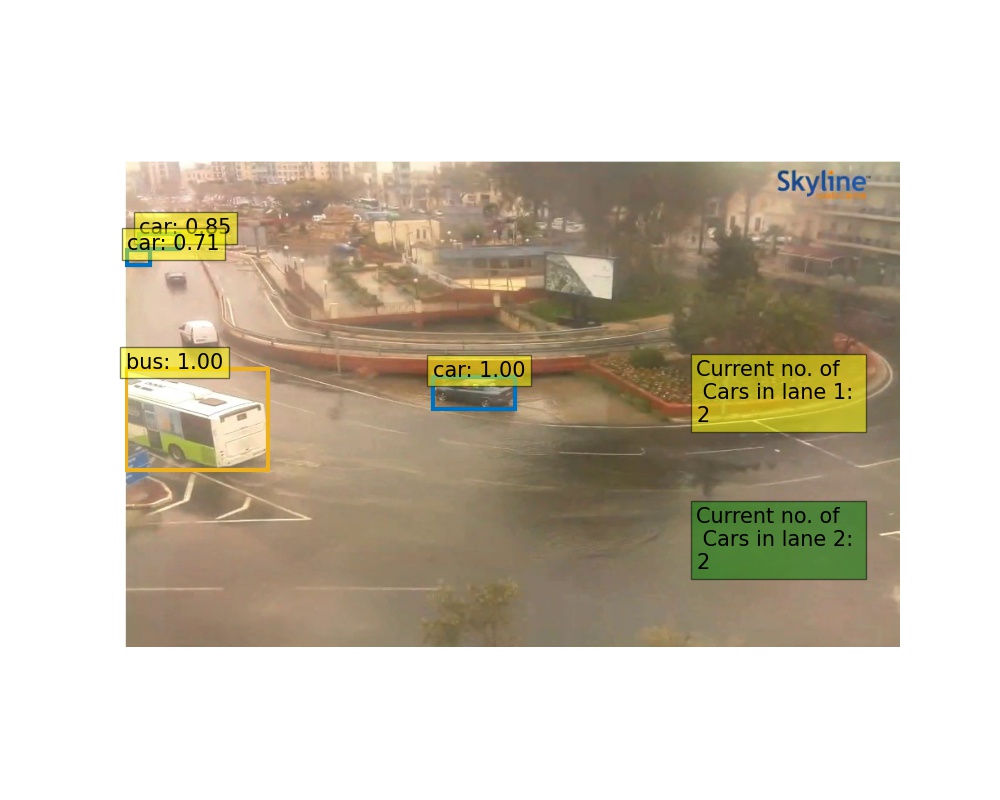 Skyline
car: 0.85
car: 0.71
bus: 1.00
car: 1.00
Current no. of
Cars in lane 1:
2
Current no. of
Cars in lane 2:
2